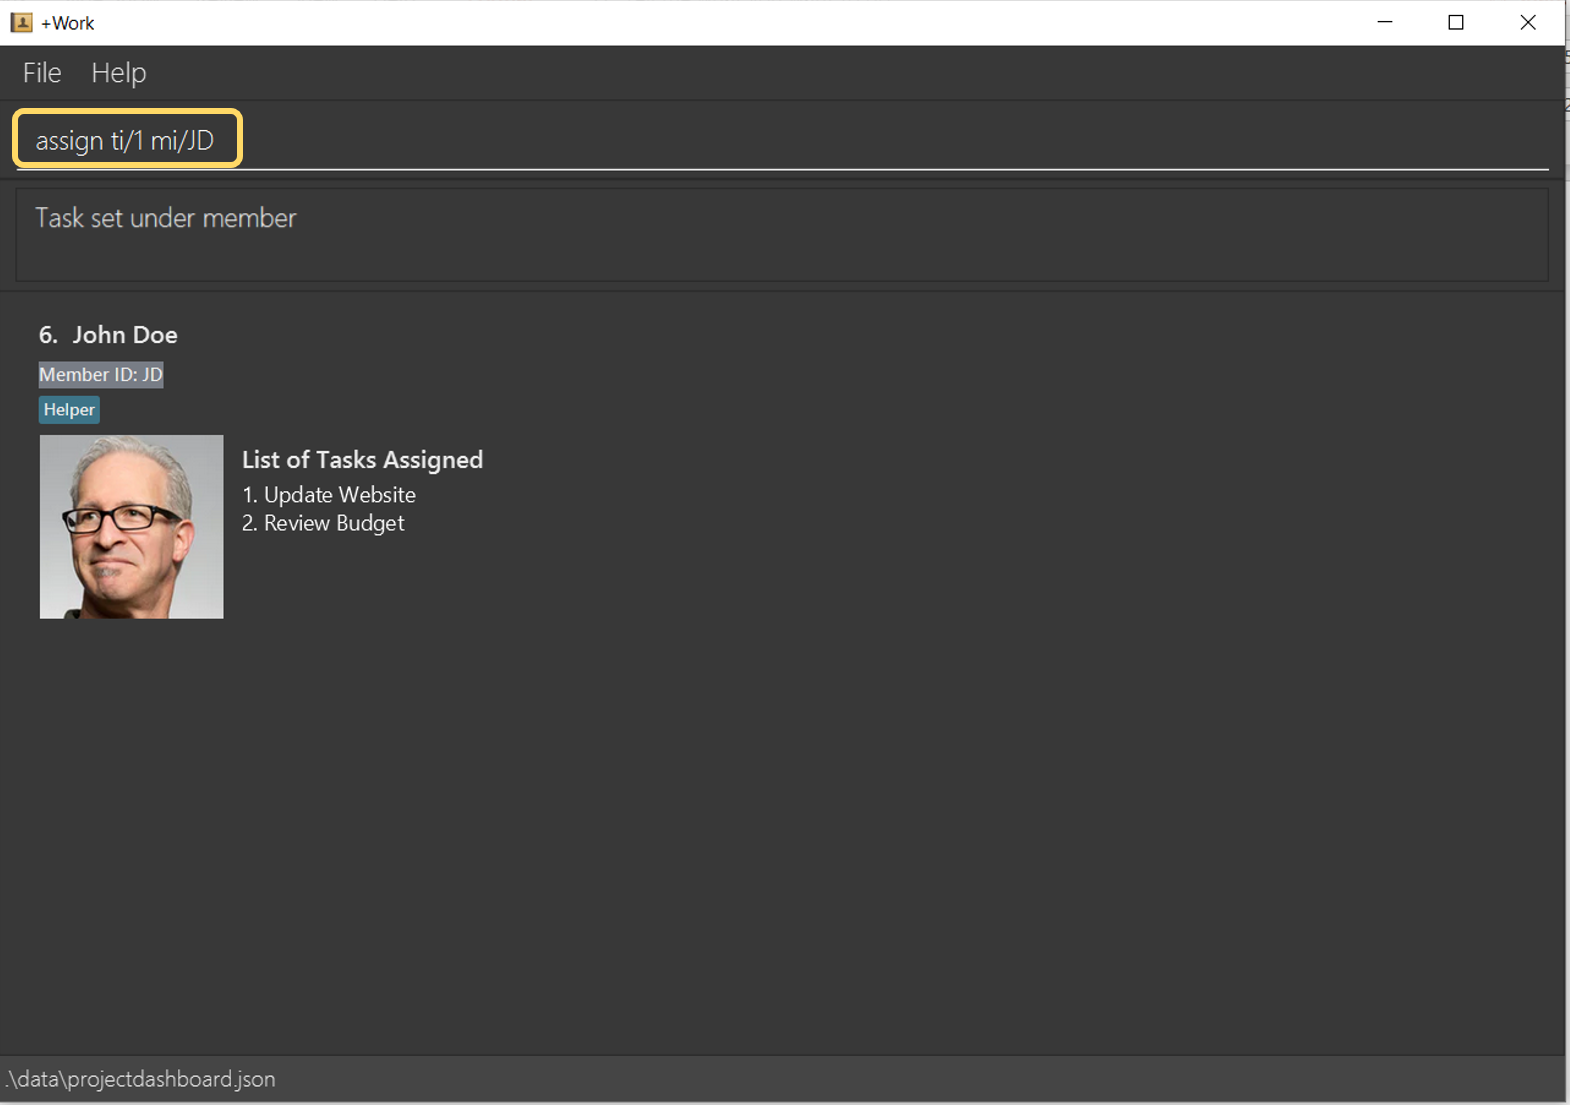 +Work
File Help
assign ti/1 mi/JD
Task set under member
6. John Doe
Member ID: JD
Helper
List of Tasks Assigned
1. Update Website
2. Review Budget
.\data\projectdashboard.json